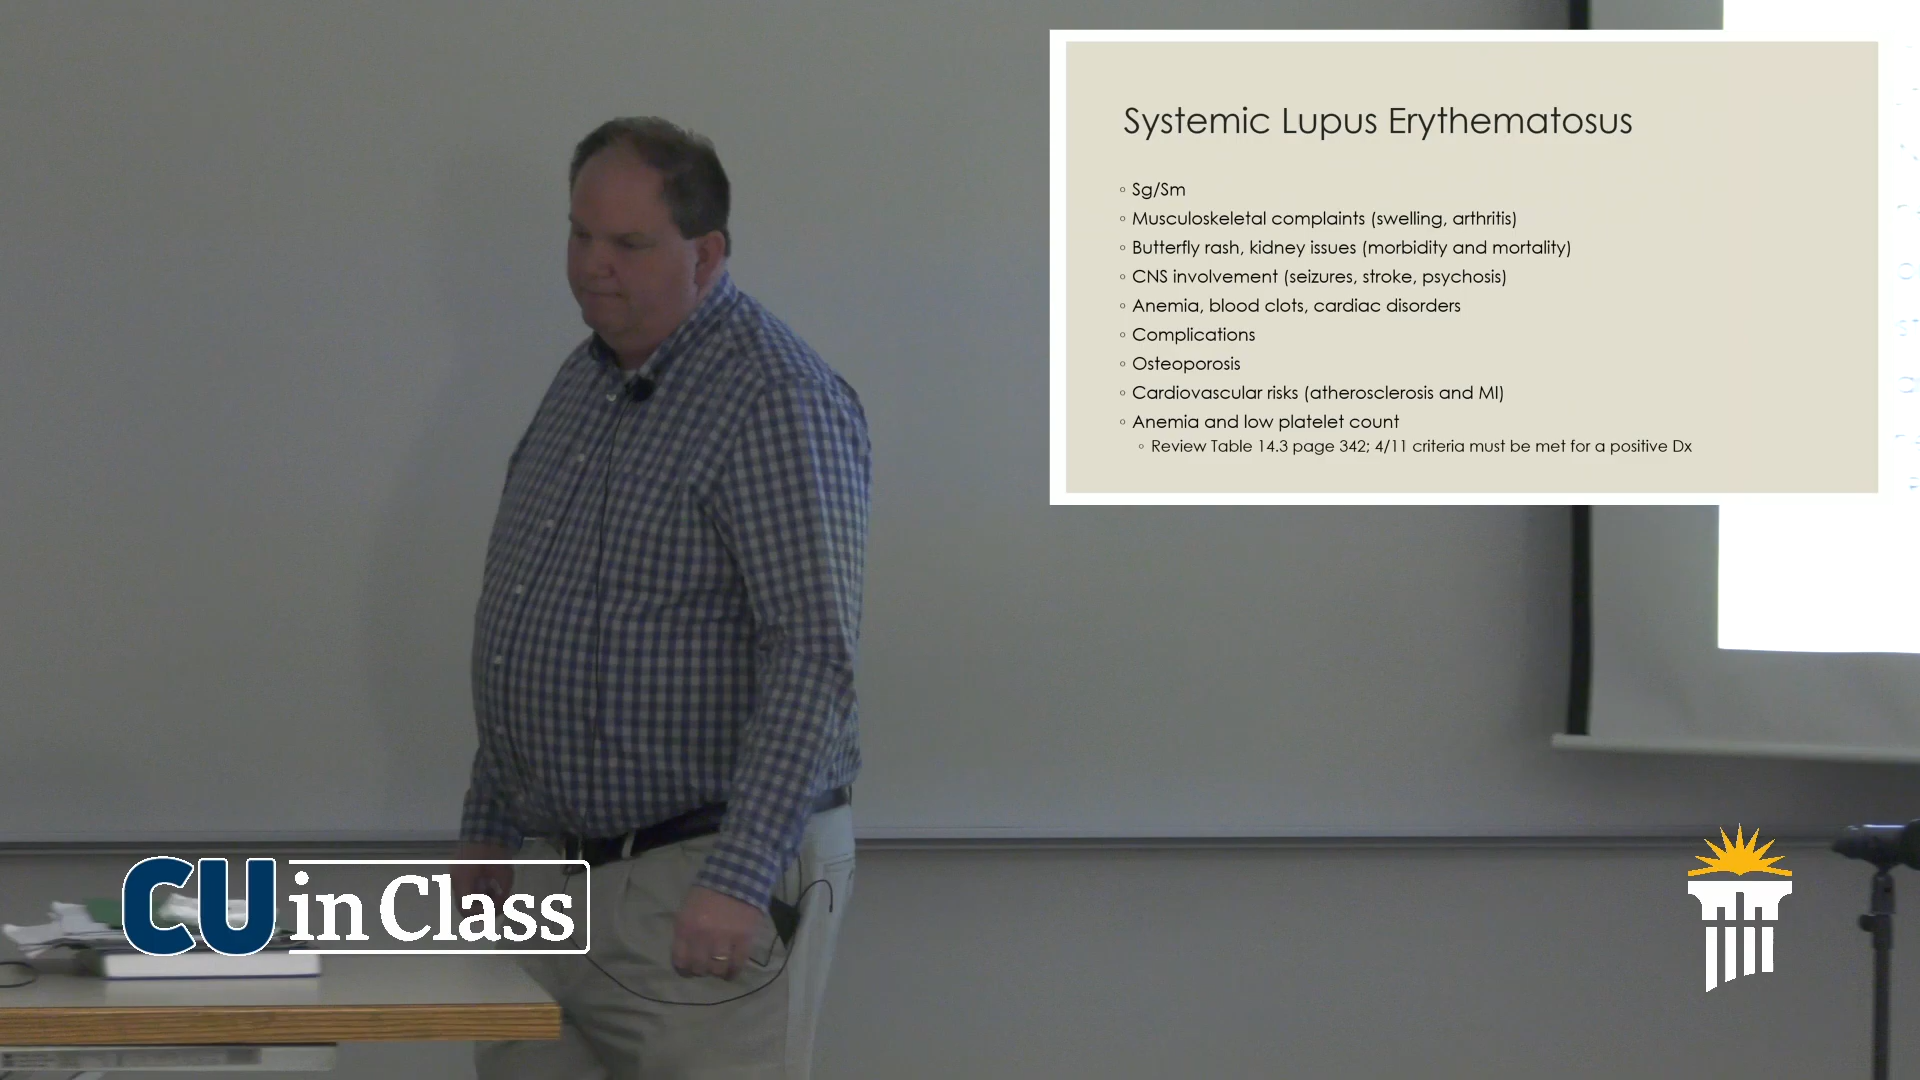 Systemic Lupus Erythematosus
◦ Sg/Sm
◦ Musculoskeletal complaints (swelling, arthritis)
◦ Butterfly rash, kidney issues (morbidity and mortality)
◦ CNS involvement (seizures, stroke, psychosis)
◦ Anemia, blood clots, cardiac disorders
◦ Complications
◦ Osteoporosis
◦ Cardiovascular risks (atherosclerosis and MI)
◦ Anemia and low platelet count
◦ Review Table 14.3 page 342; 4/11 criteria must be met for a positive Dx
CU in Class